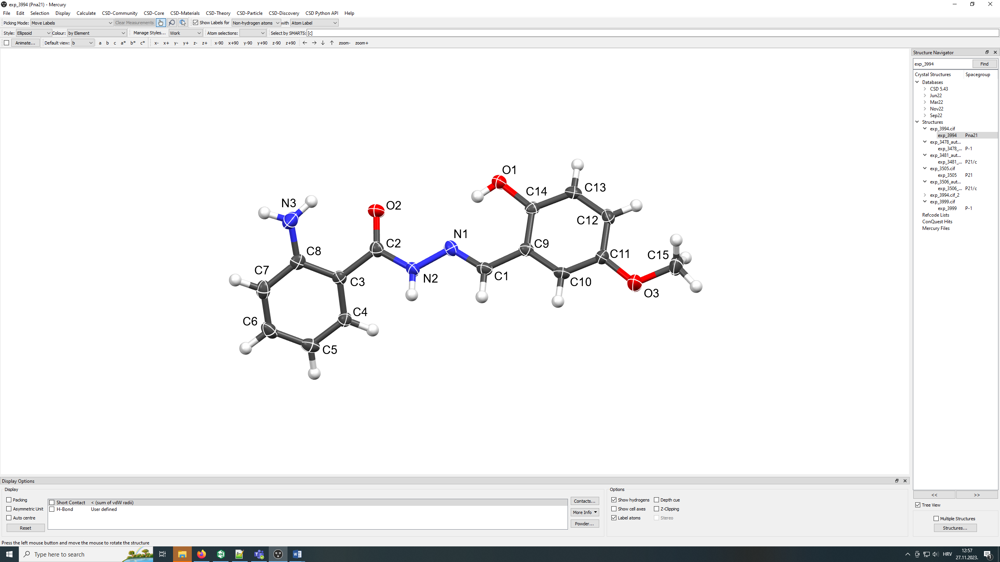 exp_3994 (Pna21) - Mercury
File Edit Selection Display Calculate CSD-Community CSD-Core CSD-Materials CSD-Theory CSD-Particle CSD-Discovery CSD Python API Help
Picking Mode: Move Labels Clear Measurements Show Labels for Non-hydrogen atoms with Atom Label
Style: Ellipsoid Colour: by Element Manage Styles... Work Atom selections: Select by SMARTS: [c]
Animate... Default view: b a b c a* b* c* x- x+ y- y+ z- z+ x-90 x+90 y-90 y+90 z-90 z+90 zoom- zoom+
O1
C14
C13
N3
O2
C12
N1
C2
C9
C8
C11
C15
C7
C3
N2
C1
C10
O3
C4
C6
C5
Structure Navigator
exp_3994 Find
Crystal Structures Spacegroup
Databases
CSD 5.43
Jun22
Mar22
Nov22
Sep22
Structures
exp_3994.cif
exp_3994 Pna21
exp_3478_aut...
exp_3478_... P-1
exp_3481_aut...
exp_3481_... P21/c
exp_3505.cif
exp_3505 P21
exp_3506_aut...
exp_3506_... P21/c
exp_3994.cif_2
exp_3999.cif
exp_3999 P-1
Refcode Lists
ConQuest Hits
Mercury Files
<< >>
Tree View
Multiple Structures
Structures...
Display Options
Display
Packing
Asymmetric Unit
Auto centre
Reset
Short Contact < (sum of vdW radii)
H-Bond User defined
Contacts...
More Info
Powder...
Options
Show hydrogens Depth cue
Show cell axes Z-Clipping
Label atoms Stereo
Press the left mouse button and move the mouse to rotate the structure
Type here to search
HRV
12:57
27.11.2023.
1